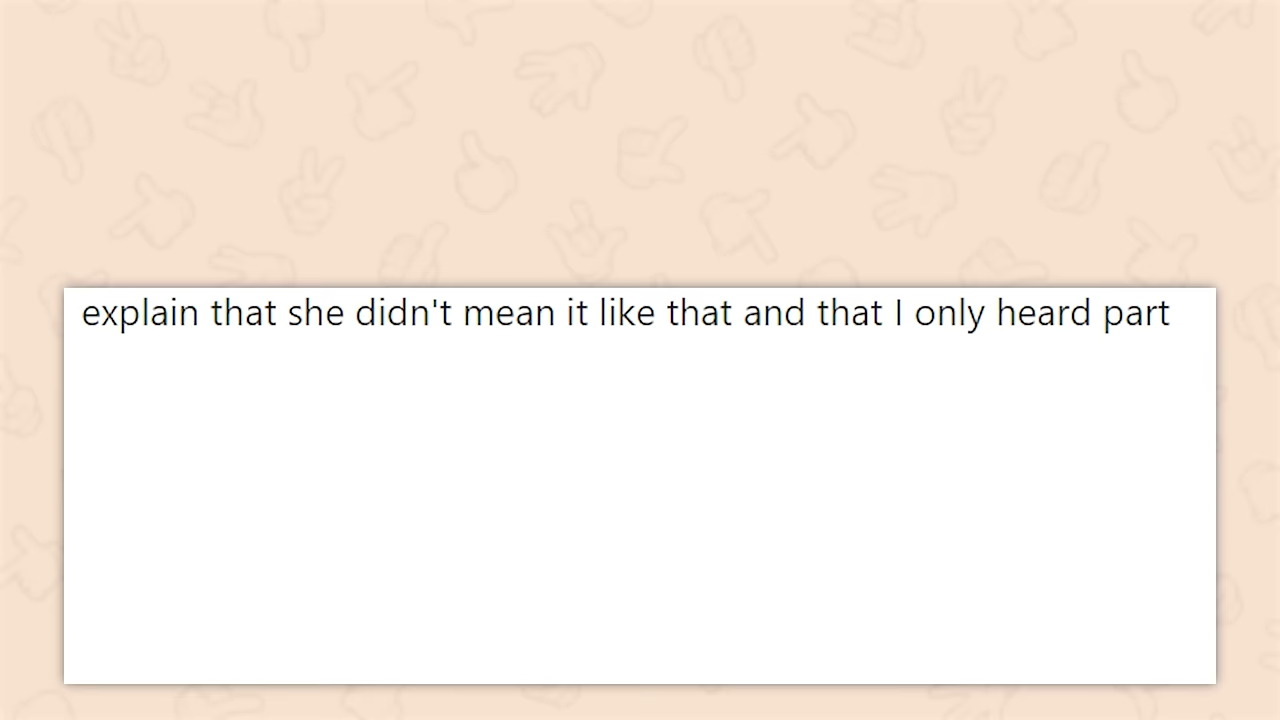 explain that she didn't mean it like that and that I only heard part